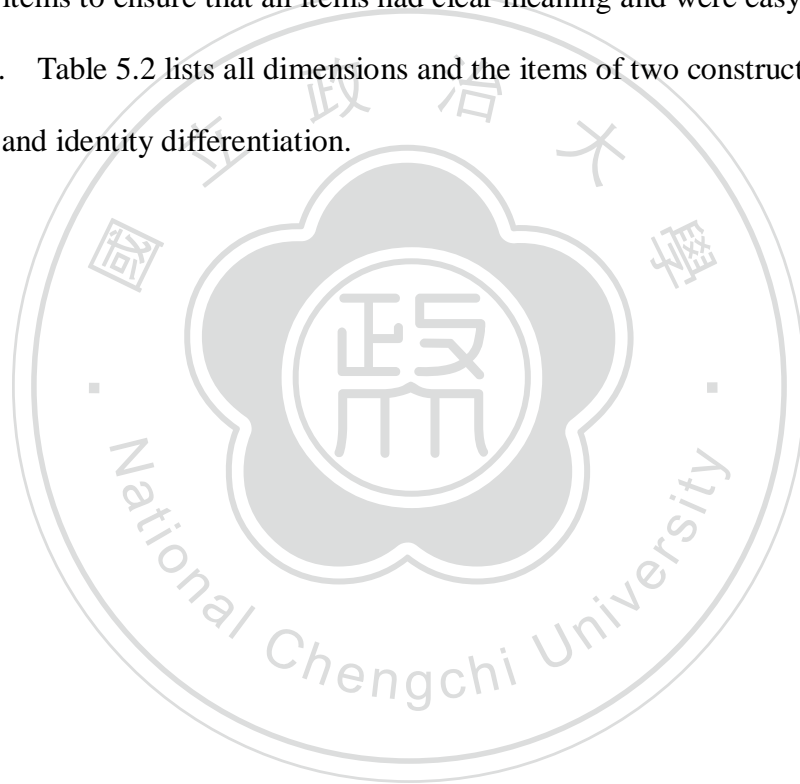 items to ensure that all items had clear meaning and were easy
. Table 5.2 lists all dimensions and the items of two construct
and identity differentiation.
國立政治大學
政
National Chengchi University